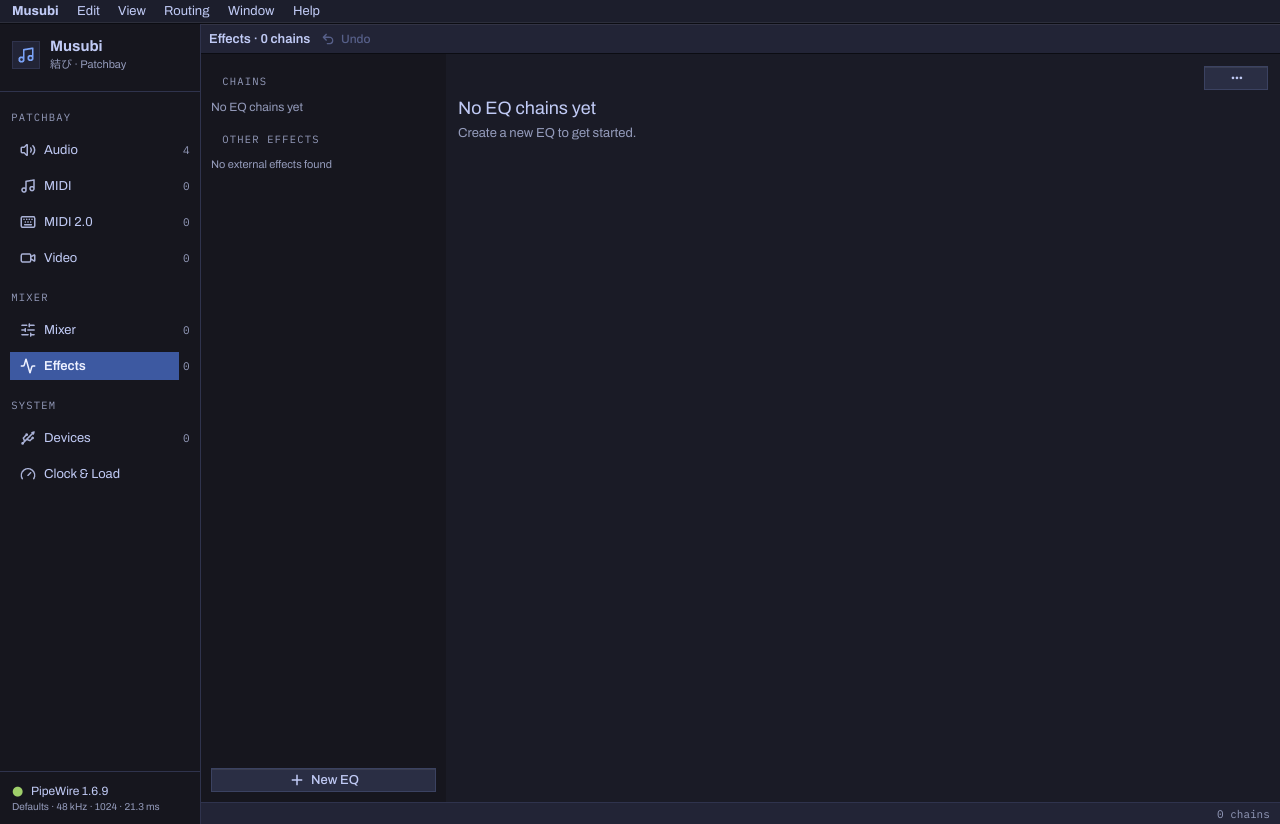 Musubi Edit View Routing Window Help
Musubi
結び · Patchbay
PATCHBAY
Audio 4
MIDI 0
MIDI 2.0 0
Video 0
MIXER
Mixer 0
Effects 0
SYSTEM
Devices 0
Clock & Load
PipeWire 1.6.9
Defaults · 48 kHz · 1024 · 21.3 ms
Effects · 0 chains Undo
CHAINS
No EQ chains yet
OTHER EFFECTS
No external effects found
New EQ
No EQ chains yet
Create a new EQ to get started.
0 chains